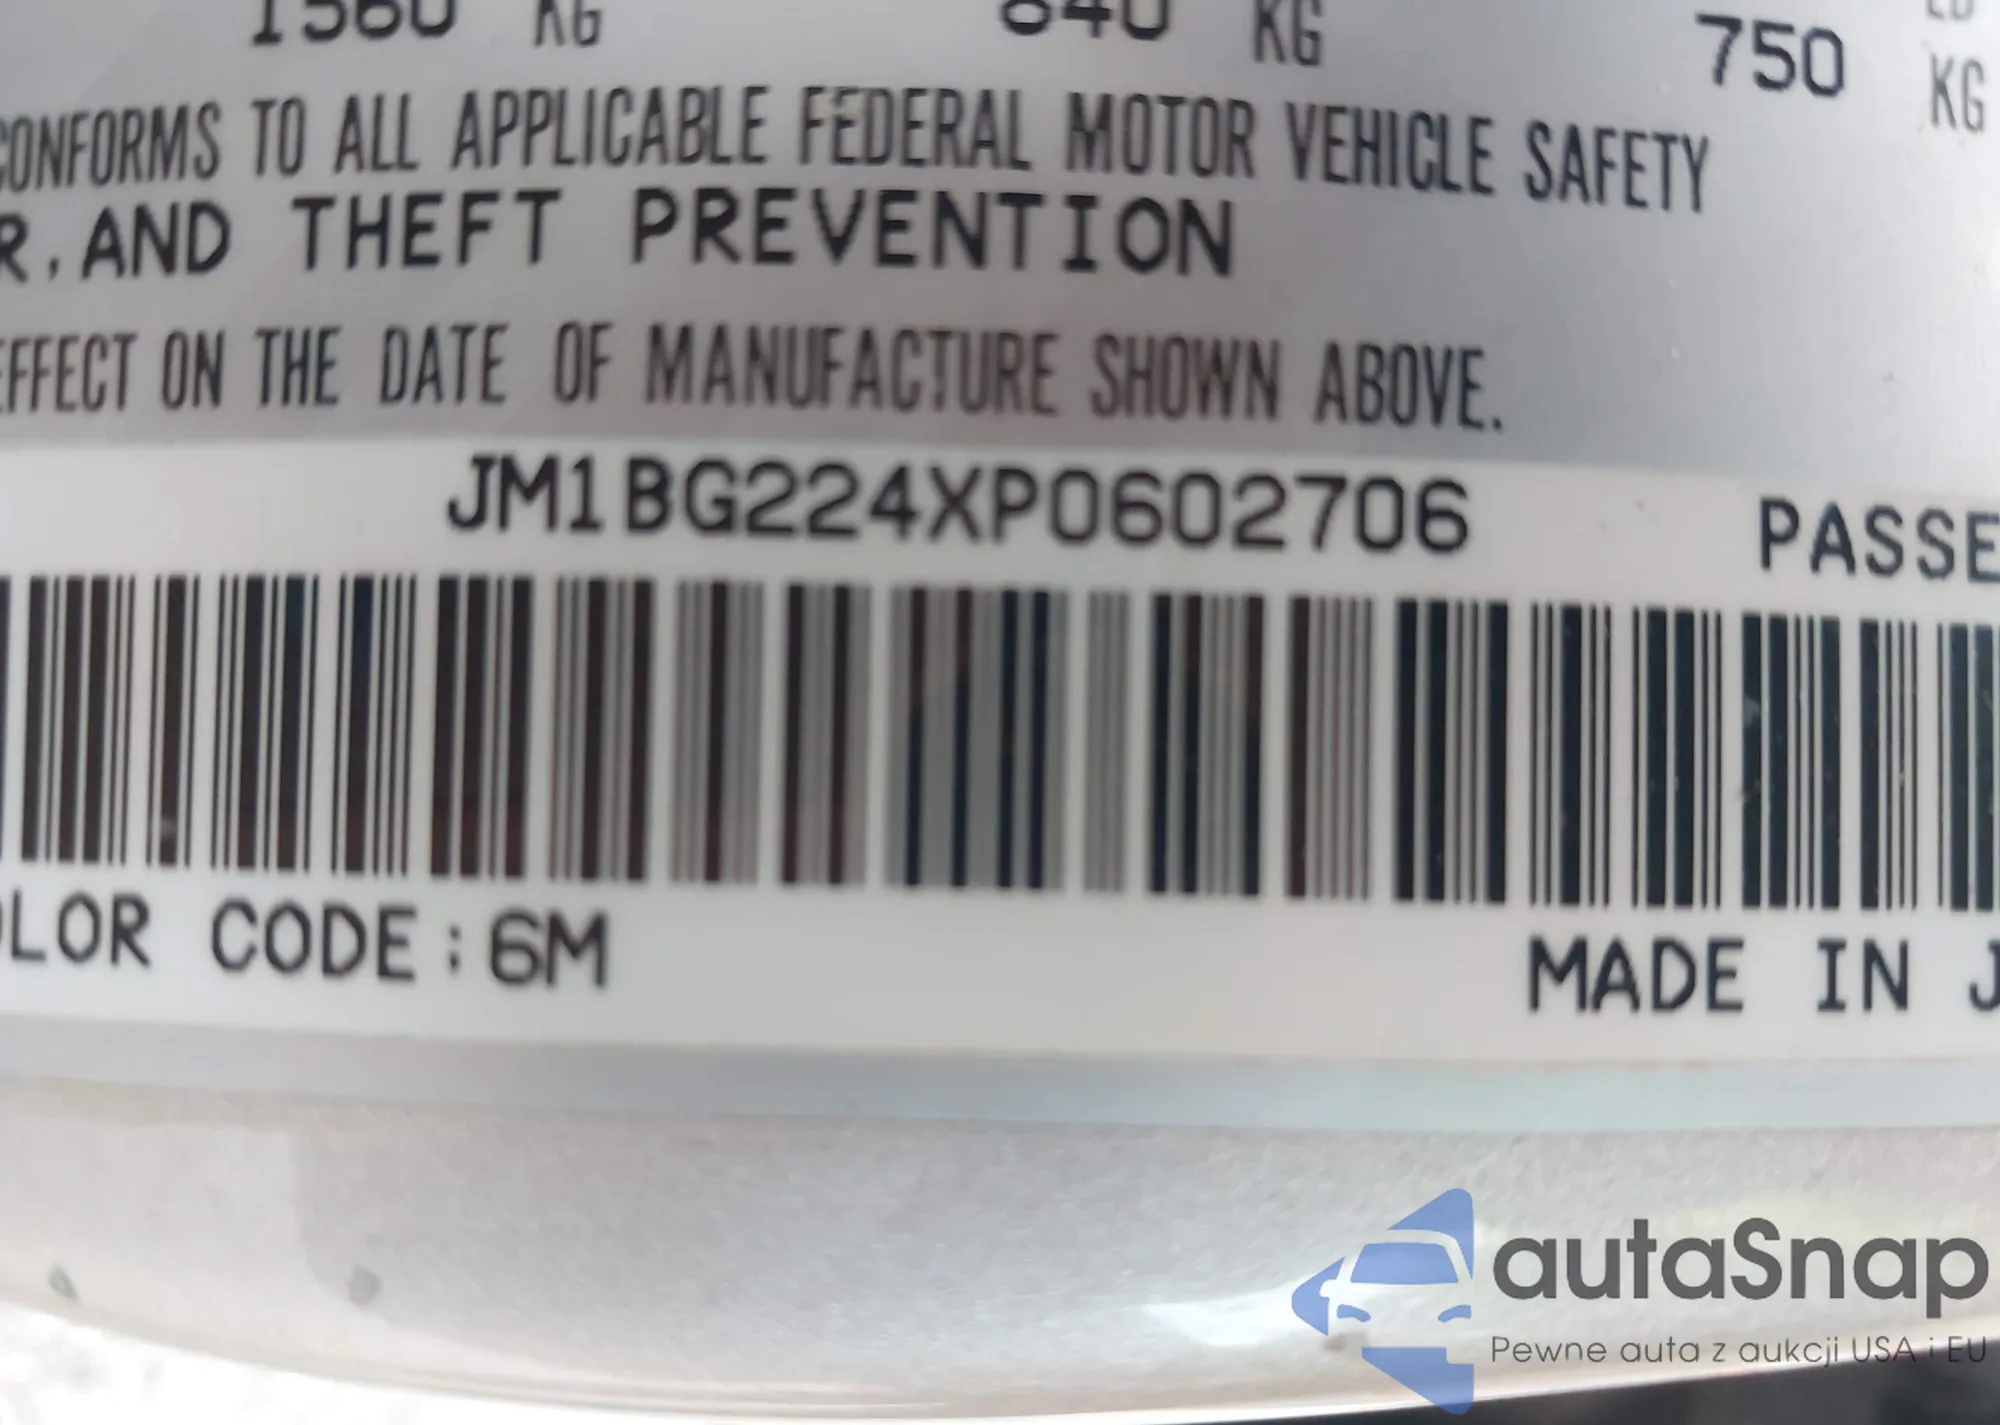 1560 KG 840 KG 750 KG
CONFORMS TO ALL APPLICABLE FEDERAL MOTOR VEHICLE SAFETY
R,AND THEFT PREVENTION
EFFECT ON THE DATE OF MANUFACTURE SHOWN ABOVE.
JM1BG224XP0602706 PASSE
OLOR CODE:6M MADE IN J
autaSnap
Pewne auta z aukcji USA i EU